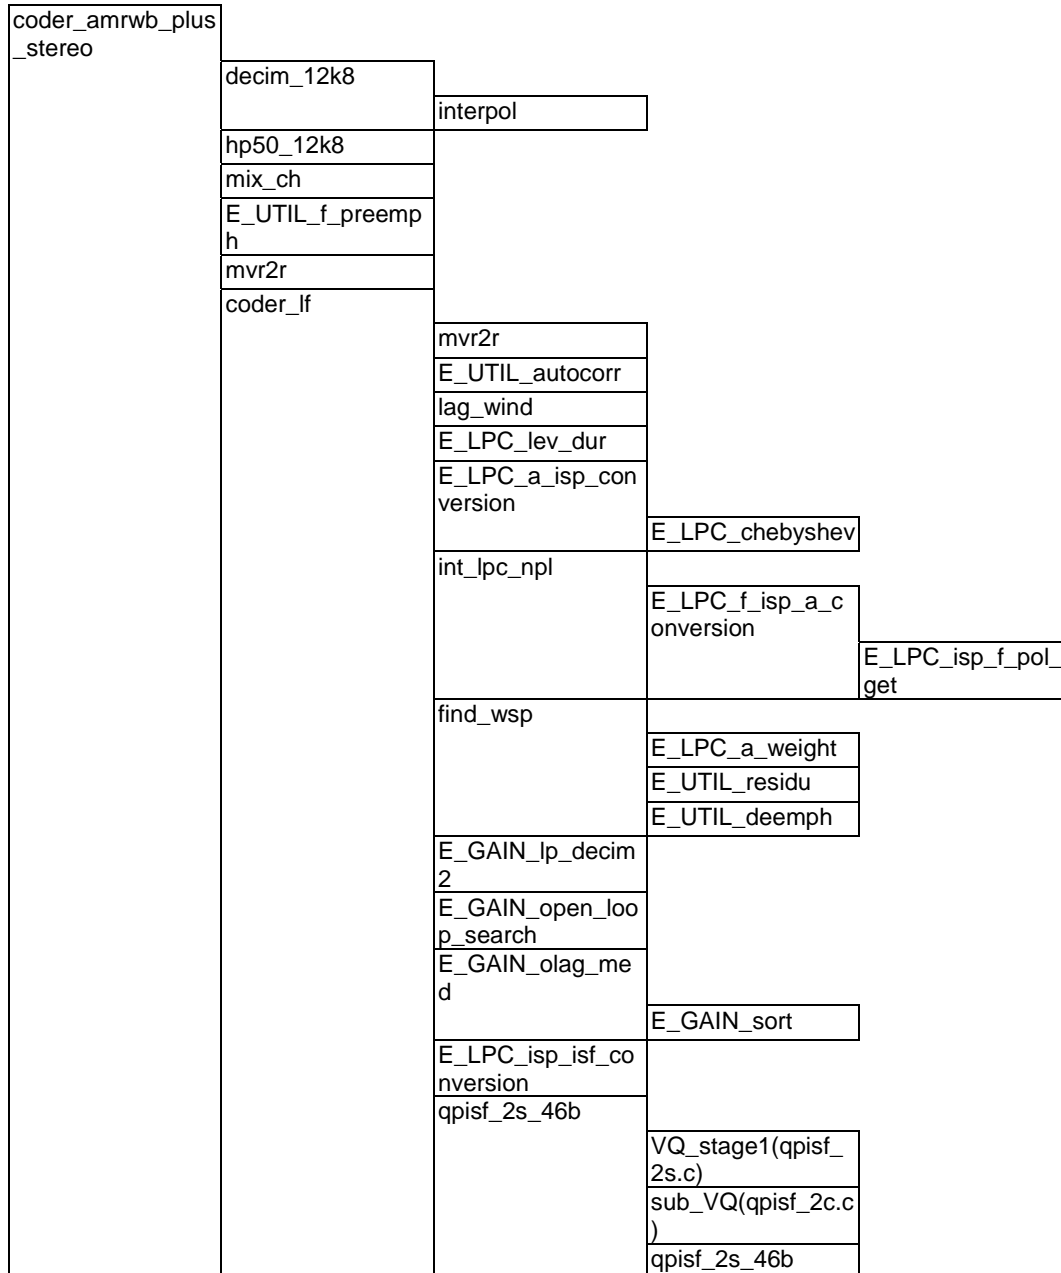 coder_amrwb_plus
_stereo
decim_12k8
interpol
hp50_12k8
mix_ch
E_UTIL_f_preemp
h
mvr2r
coder_lf
mvr2r
E_UTIL_autocorr
lag_wind
E_LPC_lev_dur
E_LPC_a_isp_con
version
E_LPC_chebyshev
int_lpc_npl
E_LPC_f_isp_a_c
onversion
E_LPC_isp_f_pol_
get
find_wsp
E_LPC_a_weight
E_UTIL_residu
E_UTIL_deemph
E_GAIN_lp_decim
2
E_GAIN_open_loo
p_search
E_GAIN_olag_me
d
E_GAIN_sort
E_LPC_isp_isf_co
nversion
qpisf_2s_46b
VQ_stage1(qpisf_
2s.c)
sub_VQ(qpisf_2c.c
)
qpisf_2s_46b